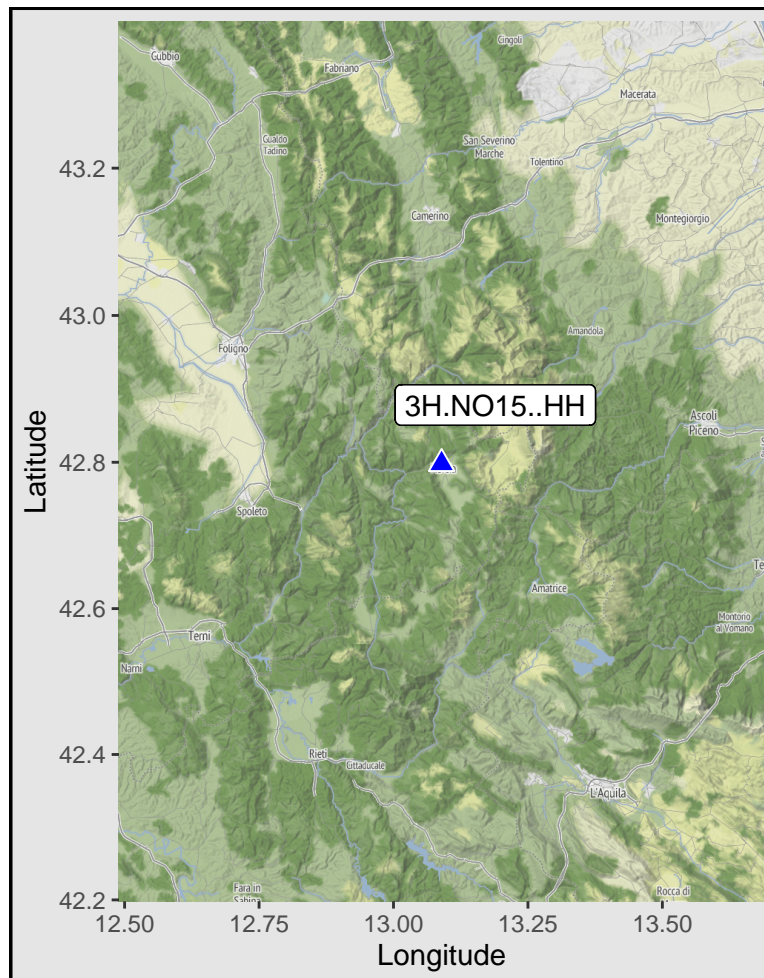 Cingoli
Gubbio
Fabriano
Macerata
Gualdo
Tadino
San Severino
Marche
Tolentino
43.2
Camerino
Montegiorgio
43.0
Amandola
Foligno
3H.NO15..HH
Ascoli
Piceno
42.8
Latitude
Spoleto
Amatrice
42.6
Terni
Montorio
al Vomano
Narni
Rieti
Cittaducale
42.4
L'Aquila
Fara in
Sabina
Rocca di
42.2
12.50
12.75
13.00
13.25
13.50
Longitude